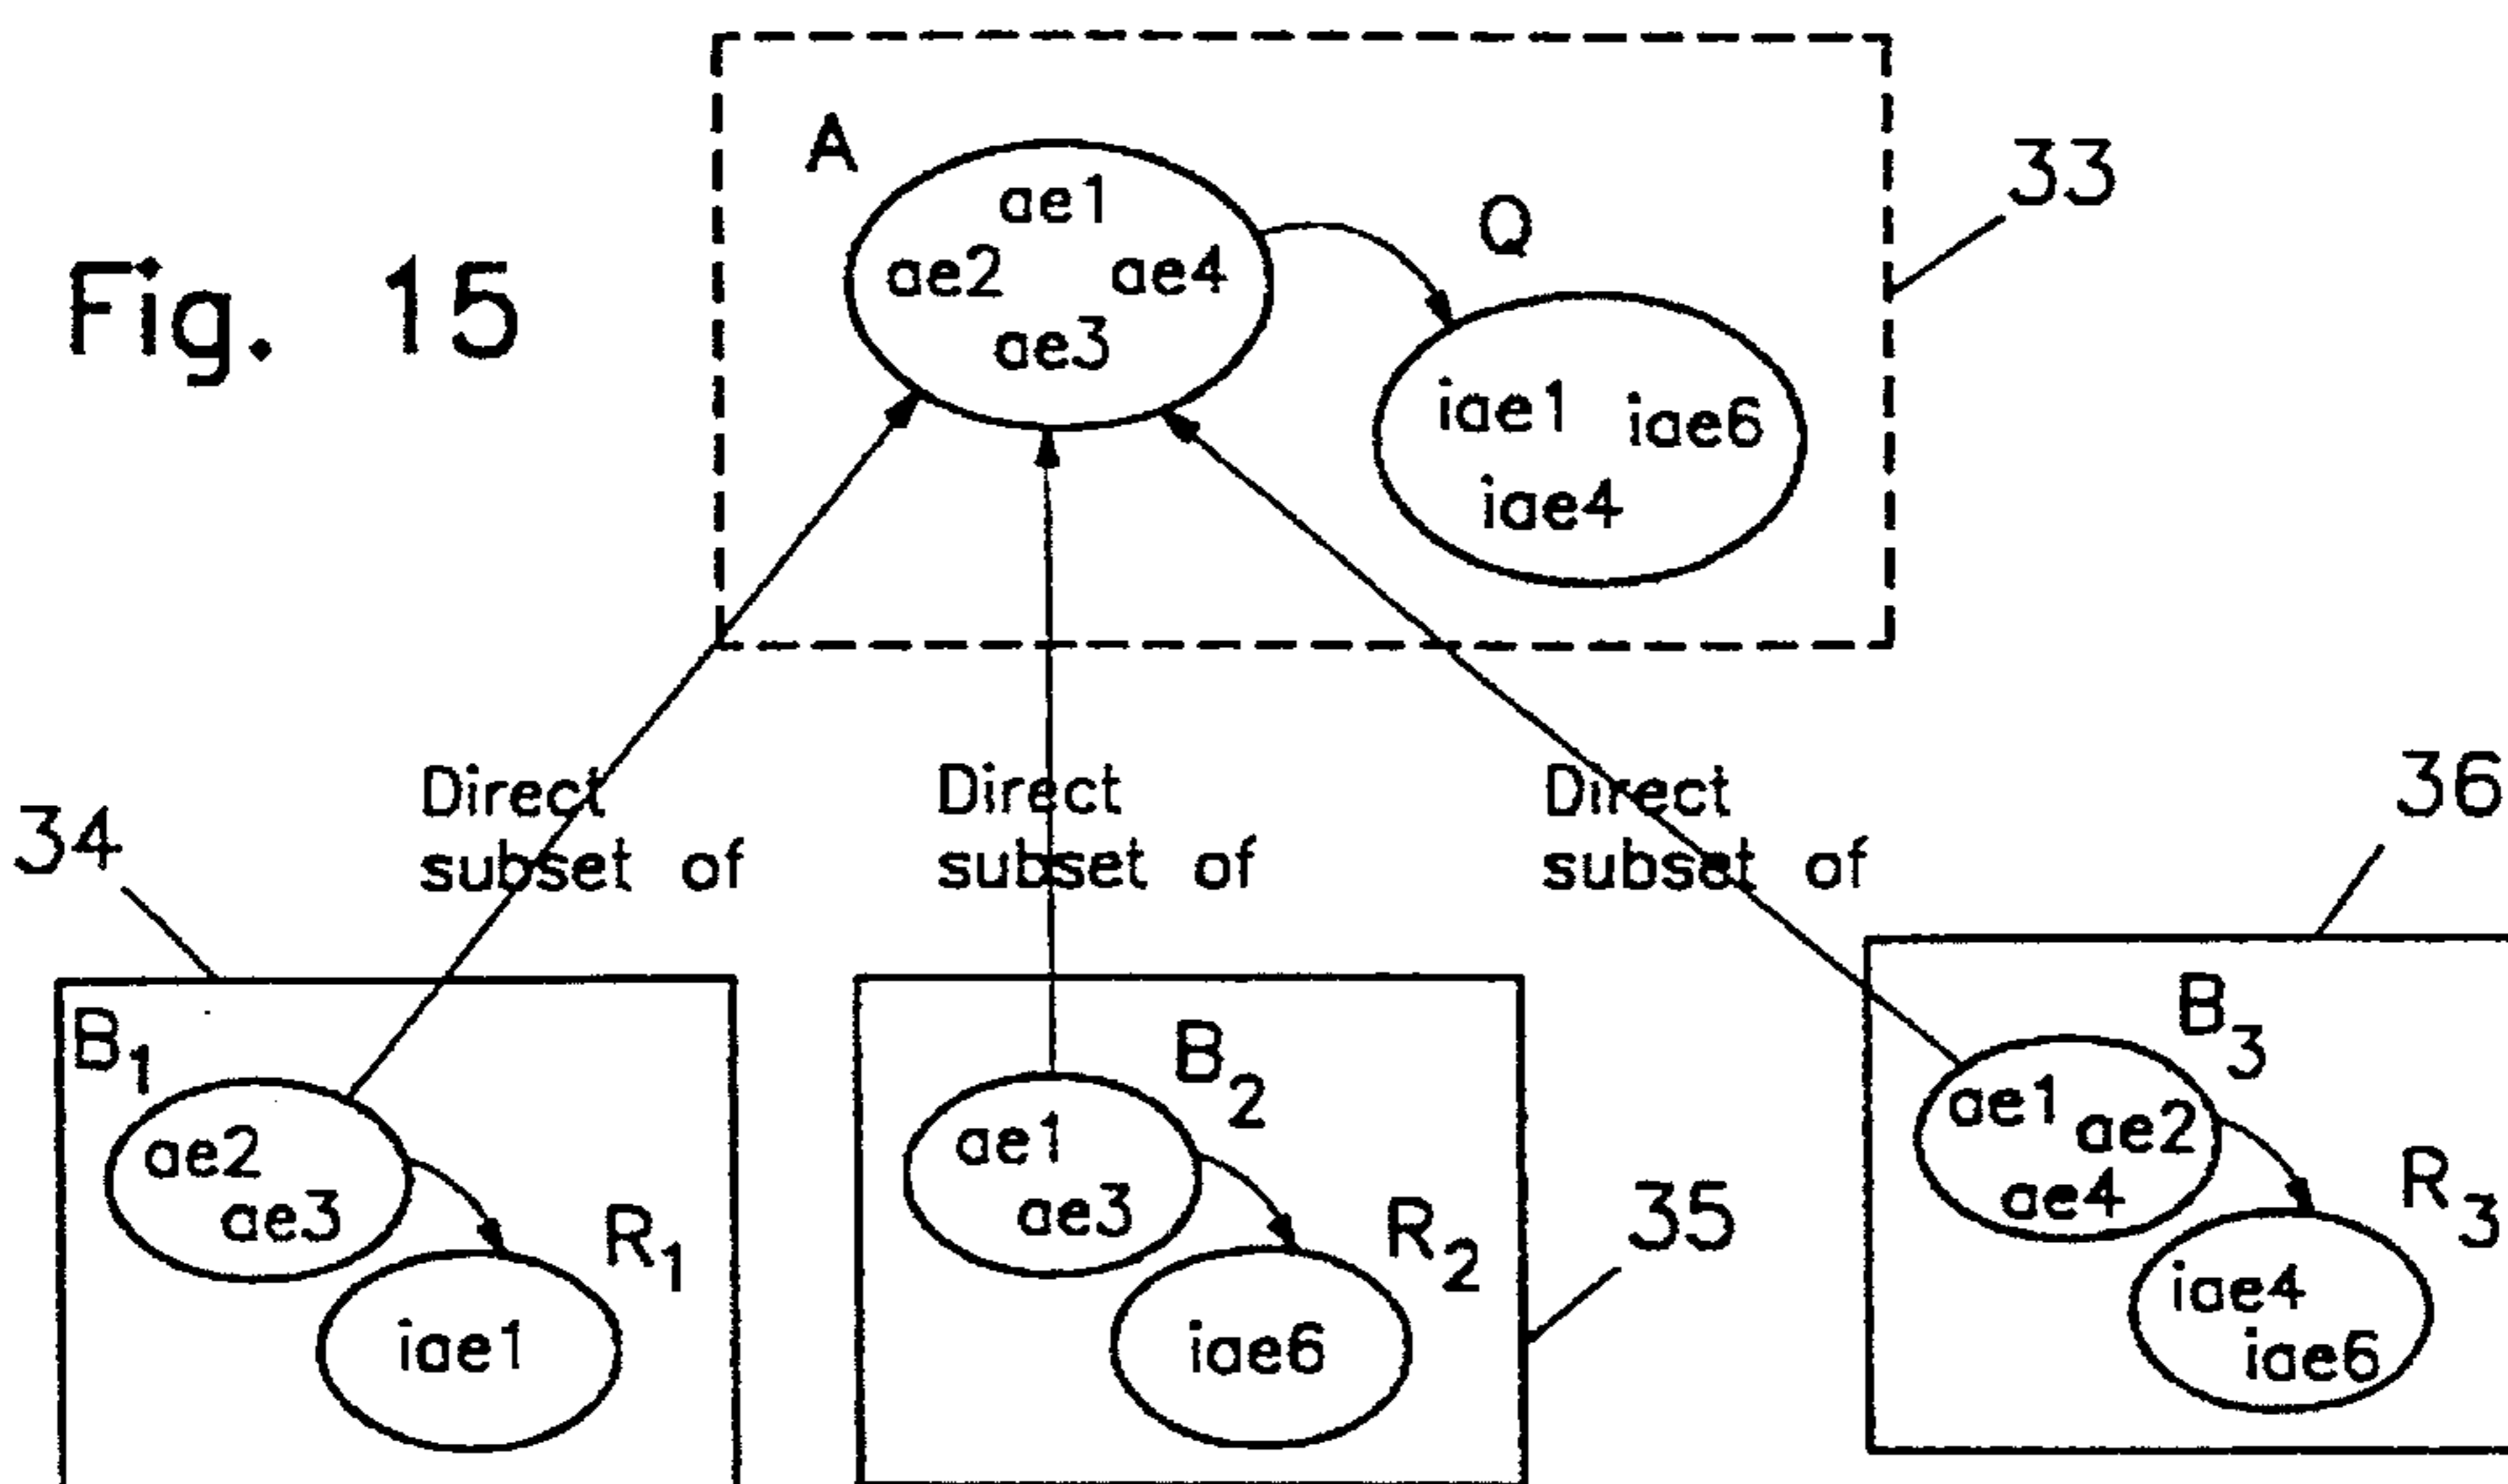 Fig. 15
A
ae1
ae2 ae4
ae3
Q
iae1 iae6
iae4
33
Direct
subset of
Direct
subset of
Direct
subset of
34
36
B1
ae2
ae3
R1
iae1
B2
ae1
ae3
R2
iae6
35
B3
ae1 ae2
ae4
R3
iae4
iae6